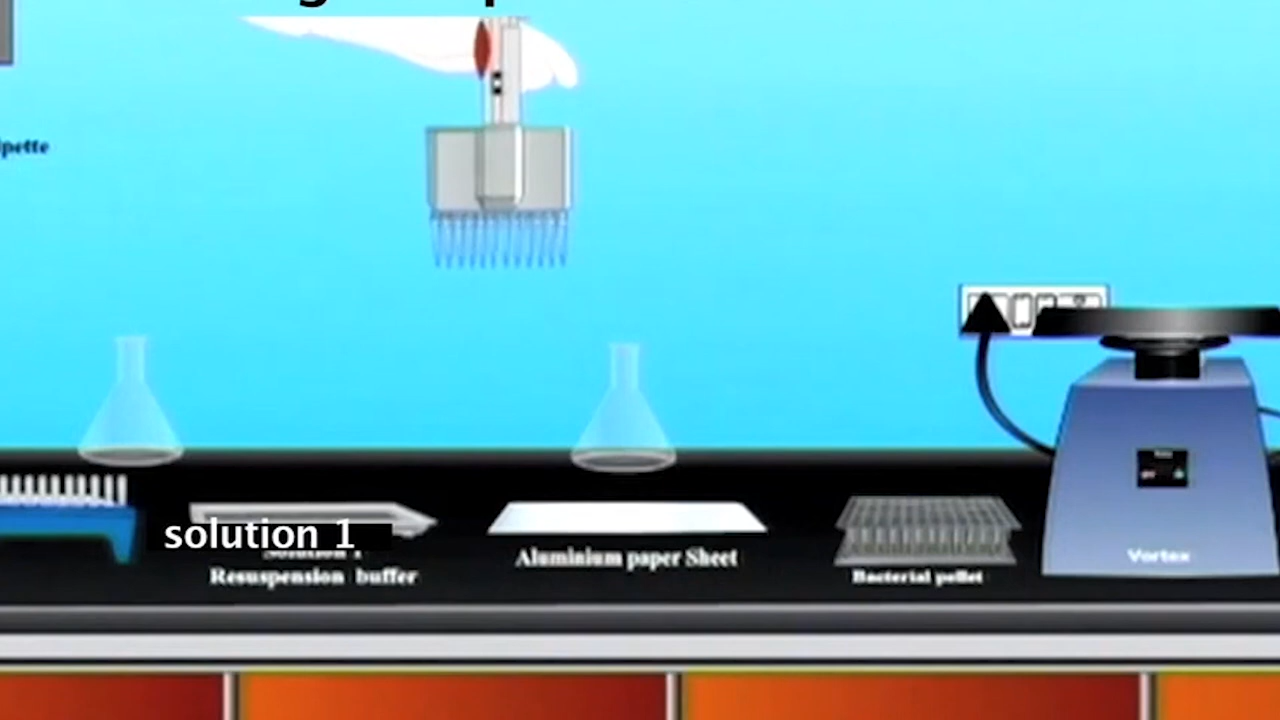 solution 1
Resuspension buffer
Aluminium paper Sheet
Bacterial pellet
Vortex